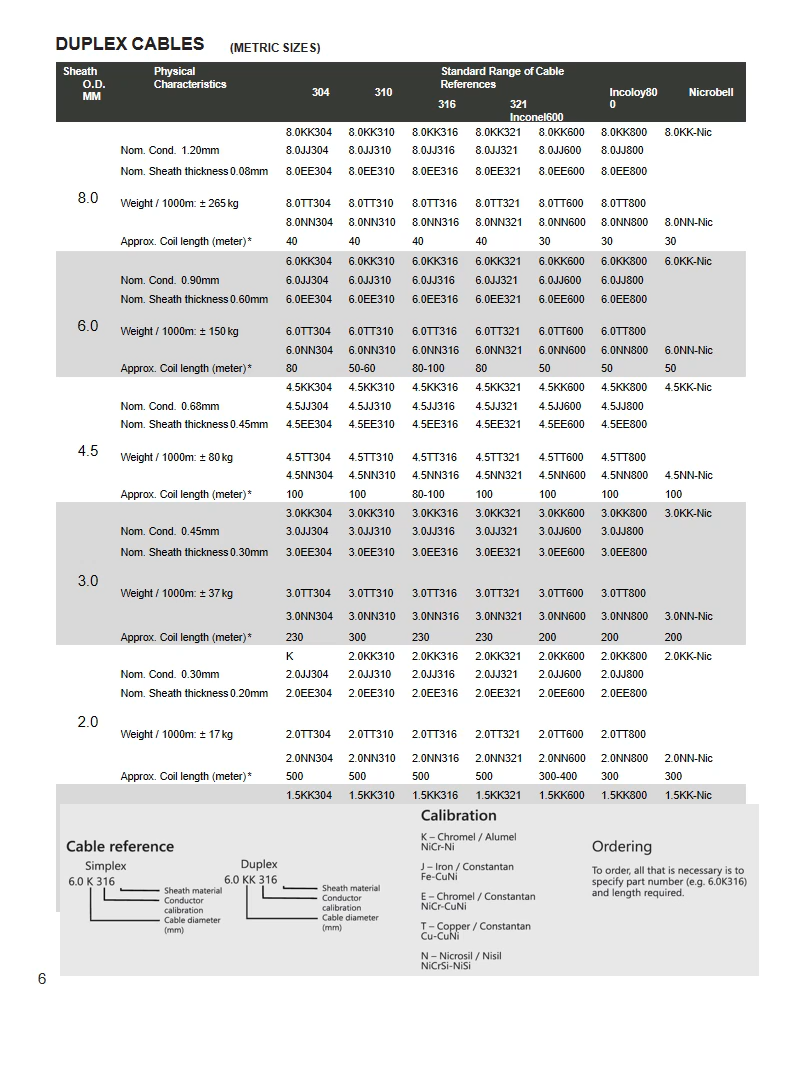 DUPLEX CABLES (METRIC SIZES)
Sheath O.D. MM
Physical Characteristics
Standard Range of Cable References
304 310 316 321 Inconel600 Incoloy80 0 Nicrobell
8.0KK304 8.0KK310 8.0KK316 8.0KK321 8.0KK600 8.0KK800 8.0KK-Nic
Nom. Cond. 1.20mm 8.0JJ304 8.0JJ310 8.0JJ316 8.0JJ321 8.0JJ600 8.0JJ800
Nom. Sheath thickness 0.08mm 8.0EE304 8.0EE310 8.0EE316 8.0EE321 8.0EE600 8.0EE800
8.0 Weight / 1000m: ± 265 kg 8.0TT304 8.0TT310 8.0TT316 8.0TT321 8.0TT600 8.0TT800
8.0NN304 8.0NN310 8.0NN316 8.0NN321 8.0NN600 8.0NN800 8.0NN-Nic
Approx. Coil length (meter)* 40 40 40 40 30 30 30
6.0KK304 6.0KK310 6.0KK316 6.0KK321 6.0KK600 6.0KK800 6.0KK-Nic
Nom. Cond. 0.90mm 6.0JJ304 6.0JJ310 6.0JJ316 6.0JJ321 6.0JJ600 6.0JJ800
Nom. Sheath thickness 0.60mm 6.0EE304 6.0EE310 6.0EE316 6.0EE321 6.0EE600 6.0EE800
6.0 Weight / 1000m: ± 150 kg 6.0TT304 6.0TT310 6.0TT316 6.0TT321 6.0TT600 6.0TT800
6.0NN304 6.0NN310 6.0NN316 6.0NN321 6.0NN600 6.0NN800 6.0NN-Nic
Approx. Coil length (meter)* 80 50-60 80-100 80 50 50 50
4.5KK304 4.5KK310 4.5KK316 4.5KK321 4.5KK600 4.5KK800 4.5KK-Nic
Nom. Cond. 0.68mm 4.5JJ304 4.5JJ310 4.5JJ316 4.5JJ321 4.5JJ600 4.5JJ800
Nom. Sheath thickness 0.45mm 4.5EE304 4.5EE310 4.5EE316 4.5EE321 4.5EE600 4.5EE800
4.5 Weight / 1000m: ± 80 kg 4.5TT304 4.5TT310 4.5TT316 4.5TT321 4.5TT600 4.5TT800
4.5NN304 4.5NN310 4.5NN316 4.5NN321 4.5NN600 4.5NN800 4.5NN-Nic
Approx. Coil length (meter)* 100 100 80-100 100 100 100 100
3.0KK304 3.0KK310 3.0KK316 3.0KK321 3.0KK600 3.0KK800 3.0KK-Nic
Nom. Cond. 0.45mm 3.0JJ304 3.0JJ310 3.0JJ316 3.0JJ321 3.0JJ600 3.0JJ800
Nom. Sheath thickness 0.30mm 3.0EE304 3.0EE310 3.0EE316 3.0EE321 3.0EE600 3.0EE800
3.0 Weight / 1000m: ± 37 kg 3.0TT304 3.0TT310 3.0TT316 3.0TT321 3.0TT600 3.0TT800
3.0NN304 3.0NN310 3.0NN316 3.0NN321 3.0NN600 3.0NN800 3.0NN-Nic
Approx. Coil length (meter)* 230 300 230 230 200 200 200
K 2.0KK310 2.0KK316 2.0KK321 2.0KK600 2.0KK800 2.0KK-Nic
Nom. Cond. 0.30mm 2.0JJ304 2.0JJ310 2.0JJ316 2.0JJ321 2.0JJ600 2.0JJ800
Nom. Sheath thickness 0.20mm 2.0EE304 2.0EE310 2.0EE316 2.0EE321 2.0EE600 2.0EE800
2.0 Weight / 1000m: ± 17 kg 2.0TT304 2.0TT310 2.0TT316 2.0TT321 2.0TT600 2.0TT800
2.0NN304 2.0NN310 2.0NN316 2.0NN321 2.0NN600 2.0NN800 2.0NN-Nic
Approx. Coil length (meter)* 500 500 500 500 300-400 300 300
1.5KK304 1.5KK310 1.5KK316 1.5KK321 1.5KK600 1.5KK800 1.5KK-Nic
Cable reference
Simplex
6.0 K 316
Sheath material
Conductor
calibration
Cable diameter
(mm)
Duplex
6.0 KK 316
Sheath material
Conductor
calibration
Cable diameter
(mm)
Calibration
K – Chromel / Alumel
NiCr-Ni
J – Iron / Constantan
Fe-CuNi
E – Chromel / Constantan
NiCr-CuNi
T – Copper / Constantan
Cu-CuNi
N – Nicrosil / Nisil
NiCrSi-NiSi
Ordering
To order, all that is necessary is to
specify part number (e.g. 6.0K316)
and length required.
6